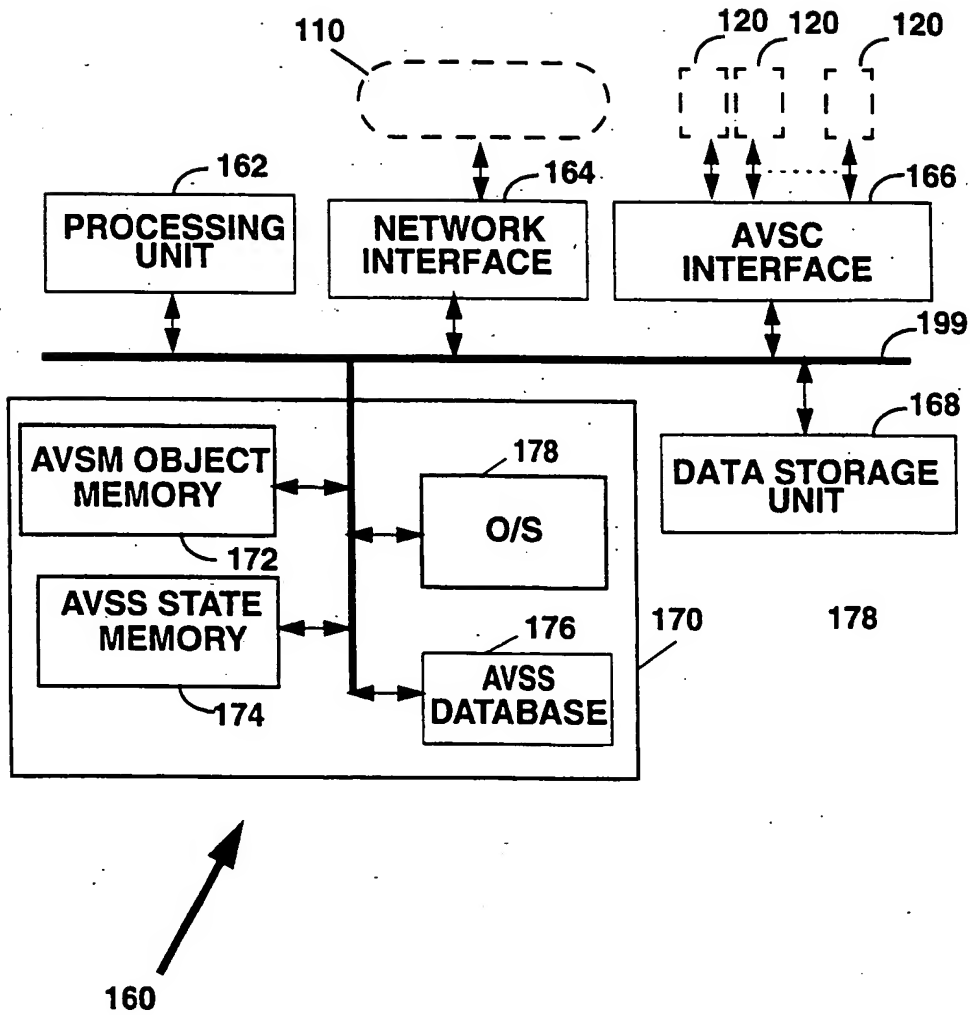 110
120 120 120
162
164
166
PROCESSING
UNIT
NETWORK
INTERFACE
AVSC
INTERFACE
199
168
AVSM OBJECT
MEMORY
172
178
O/S
DATA STORAGE
UNIT
AVSS STATE
MEMORY
174
176
AVSS
DATABASE
170
178
160